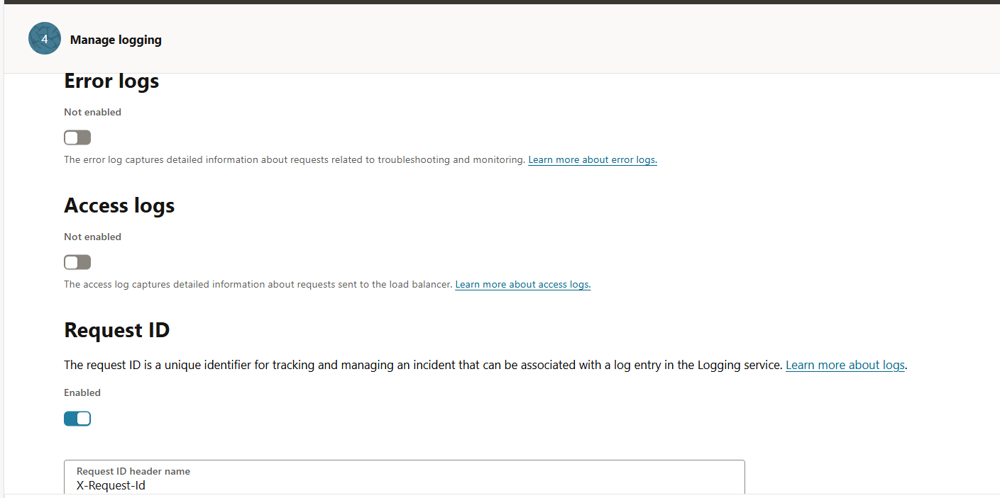 4
Manage logging
Error logs
Not enabled
The error log captures detailed information about requests related to troubleshooting and monitoring. Learn more about error logs.
Access logs
Not enabled
The access log captures detailed information about requests sent to the load balancer. Learn more about access logs.
Request ID
The request ID is a unique identifier for tracking and managing an incident that can be associated with a log entry in the Logging service. Learn more about logs.
Enabled
Request ID header name
X-Request-Id